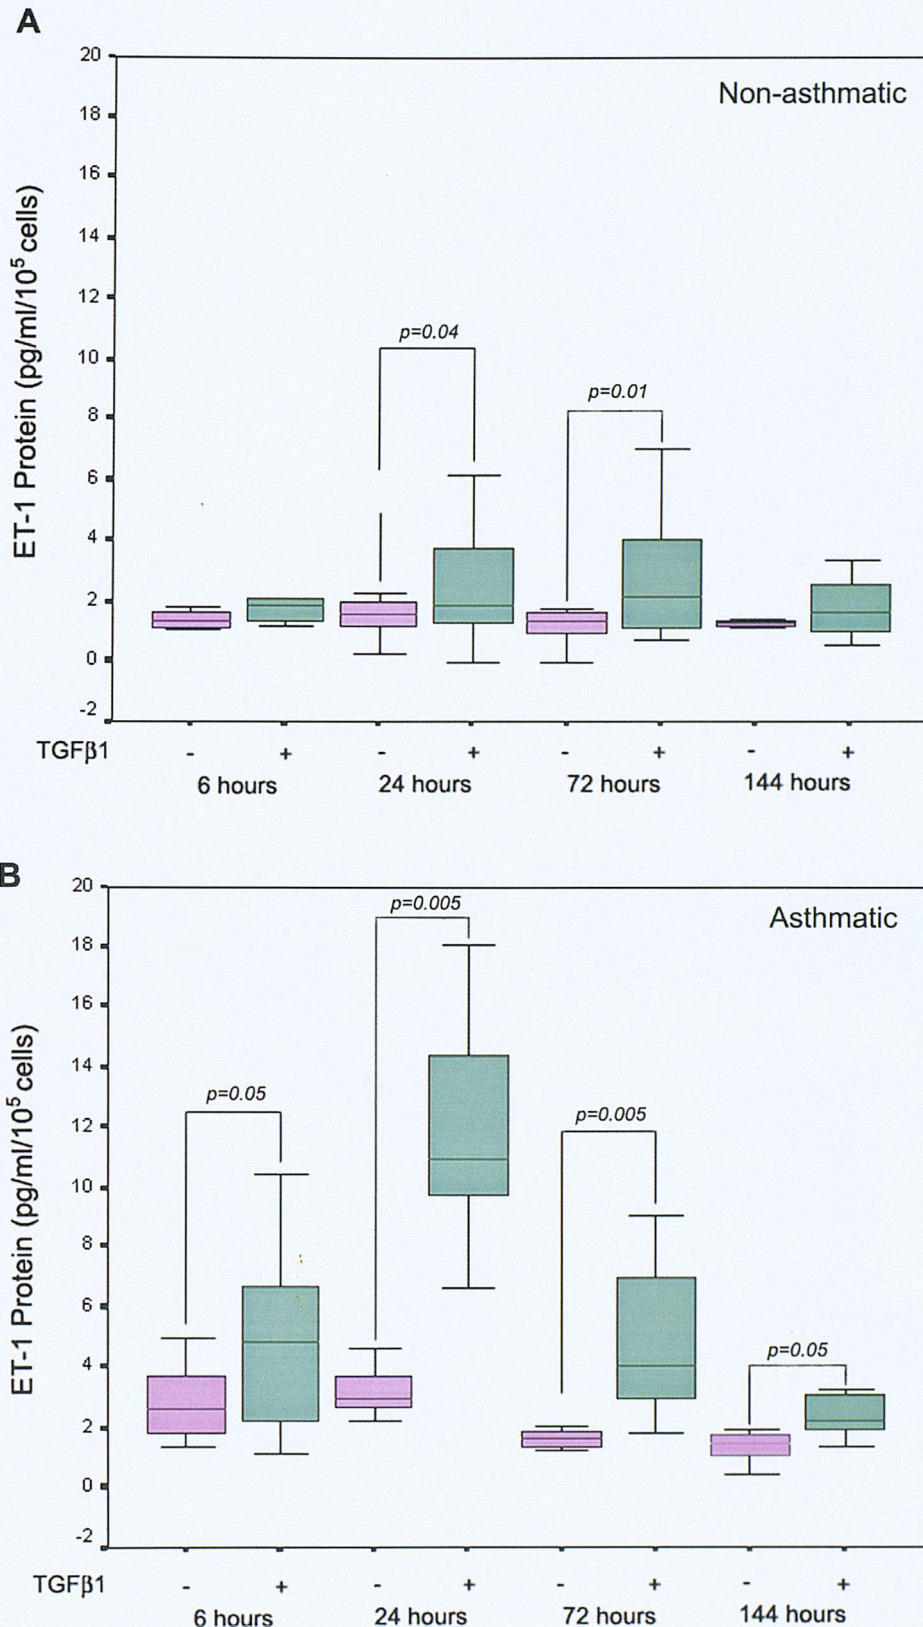 A
Non-asthmatic
ET-1 Protein (pg/ml/10⁵ cells)
20
18
16
14
12
10
8
6
4
2
0
-2
p=0.04
p=0.01
TGFβ1 - + - + - + - +
6 hours 24 hours 72 hours 144 hours
B
Asthmatic
ET-1 Protein (pg/ml/10⁵ cells)
20
18
16
14
12
10
8
6
4
2
0
-2
p=0.005
p=0.05
p=0.005
p=0.05
TGFβ1 - + - + - + - +
6 hours 24 hours 72 hours 144 hours